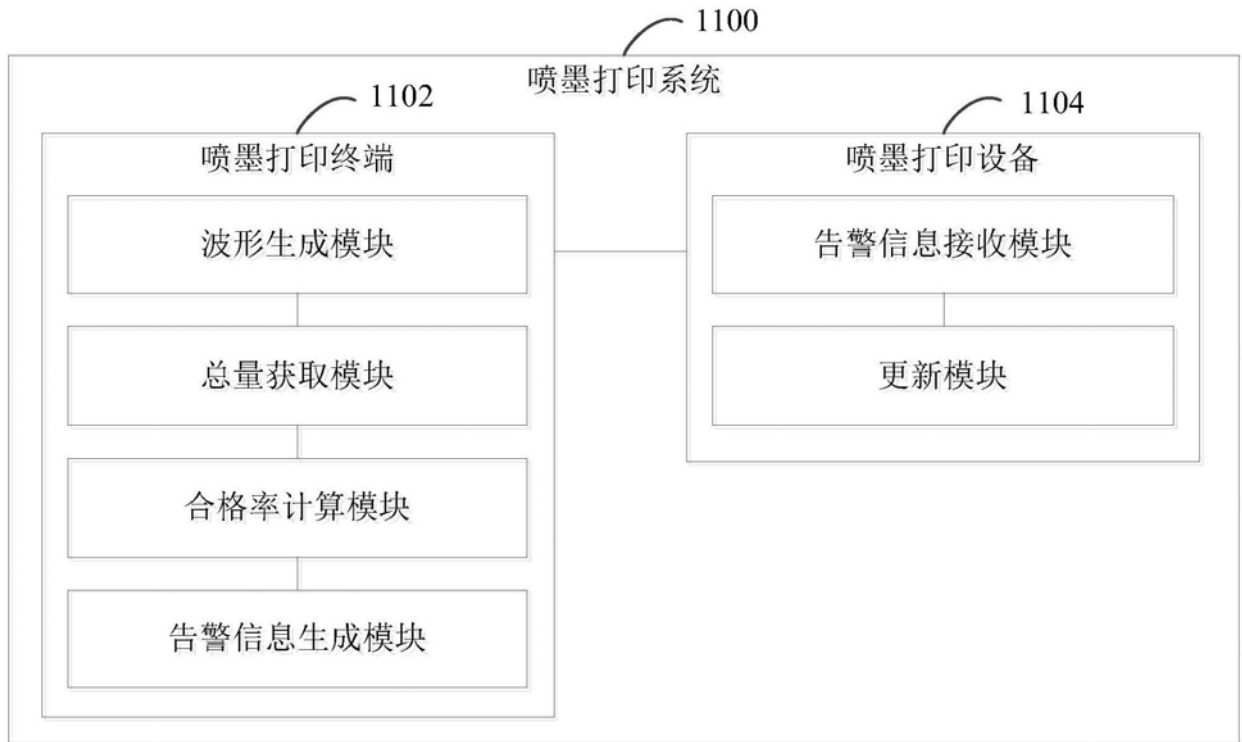 1100
喷墨打印系统
1102
喷墨打印终端
波形生成模块
总量获取模块
合格率计算模块
告警信息生成模块
1104
喷墨打印设备
告警信息接收模块
更新模块